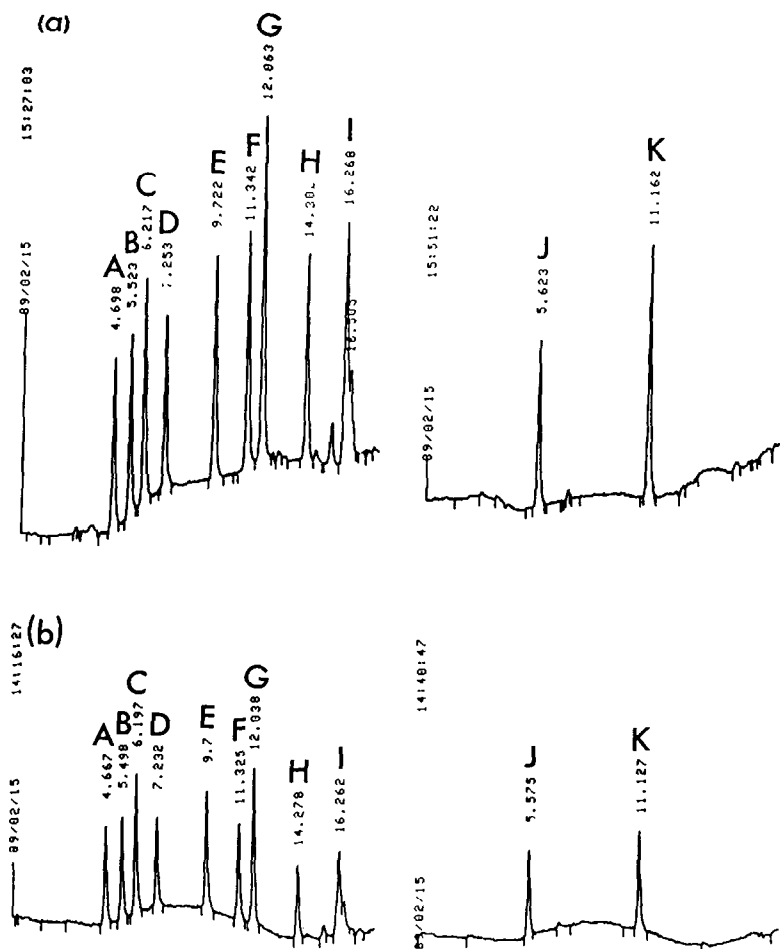 (a)
15:27:03
89/02/15
A
4.698
B
5.523
C
6.217
D
7.253
E
9.722
F
11.342
G
12.063
H
I
16.268
15:51:22
89/02/15
J
5.623
K
11.162
(b)
14:16:27
89/02/15
A
4.667
B
5.498
C
6.197
D
7.232
E
9.7
F
11.325
G
12.038
H
14.278
I
16.262
14:40:47
89/02/15
J
5.575
K
11.127